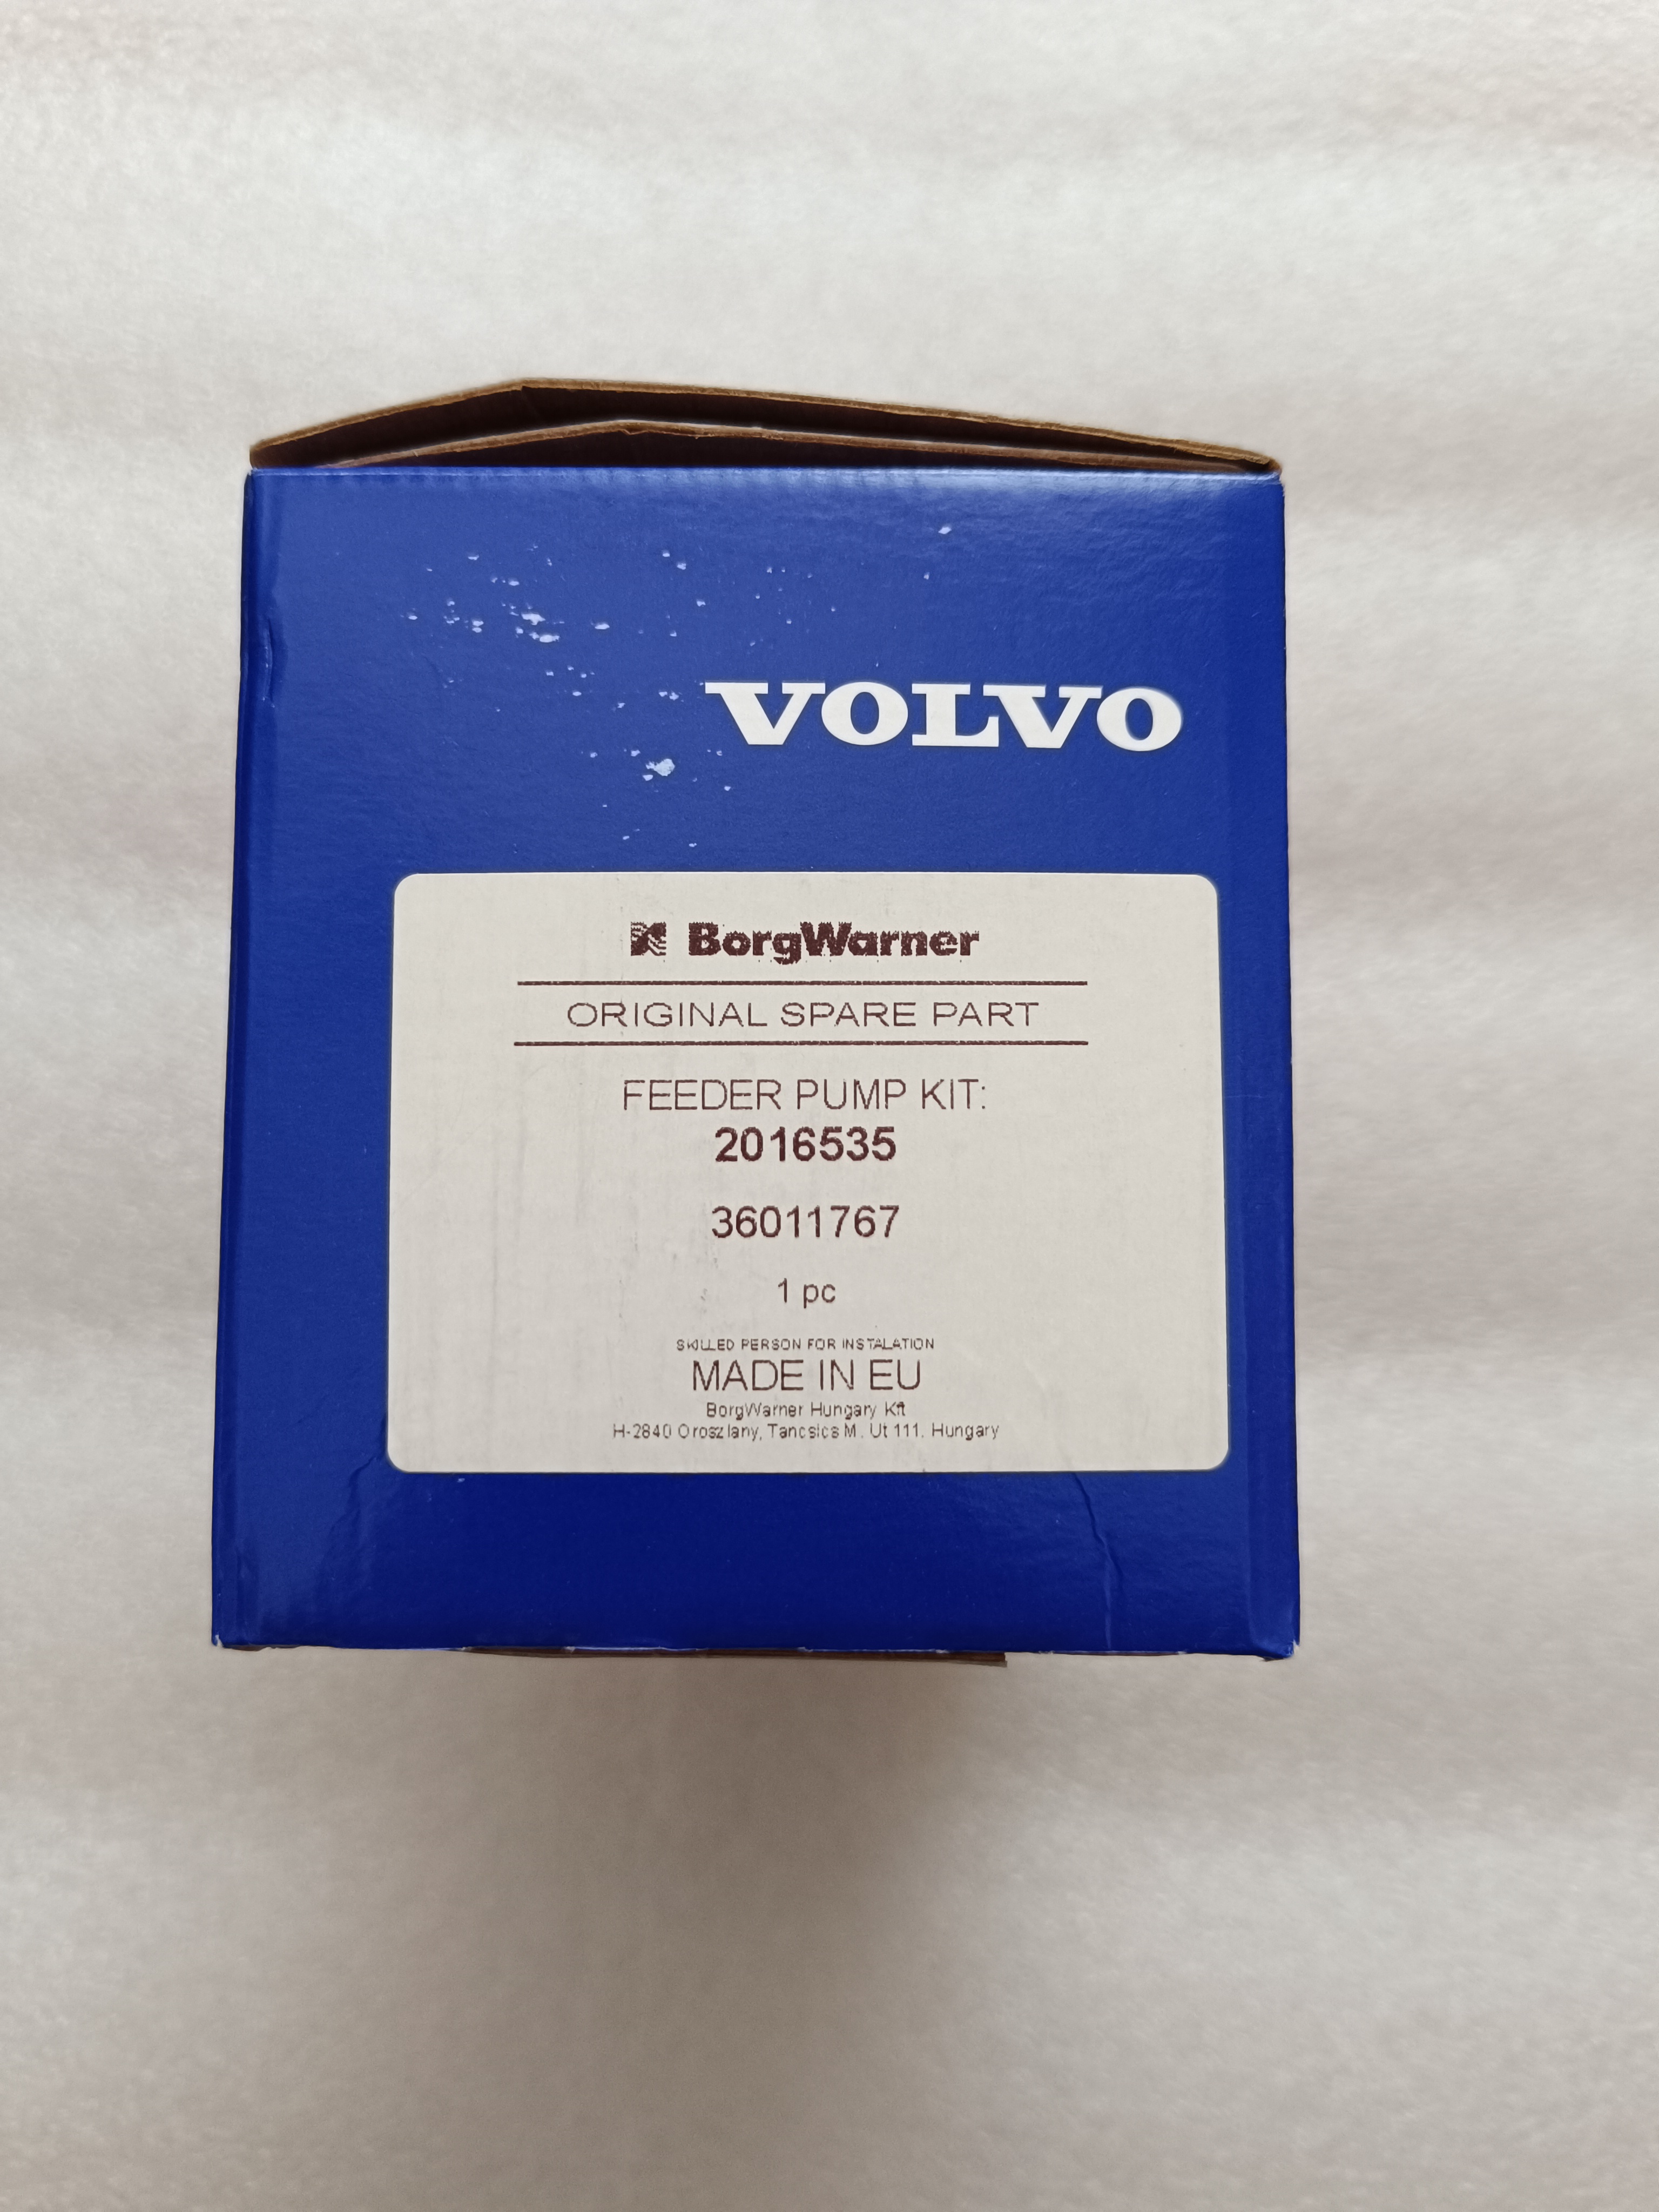 VOLVO
BorgWarner
ORIGINAL SPARE PART
FEEDER PUMP KIT:
2016535
36011767
1 pc
SKILLED PERSON FOR INSTALATION
MADE IN EU
BorgWarner Hungary Kft
H-2840 Oroszlany, Tancsics M. Ut 111. Hungary